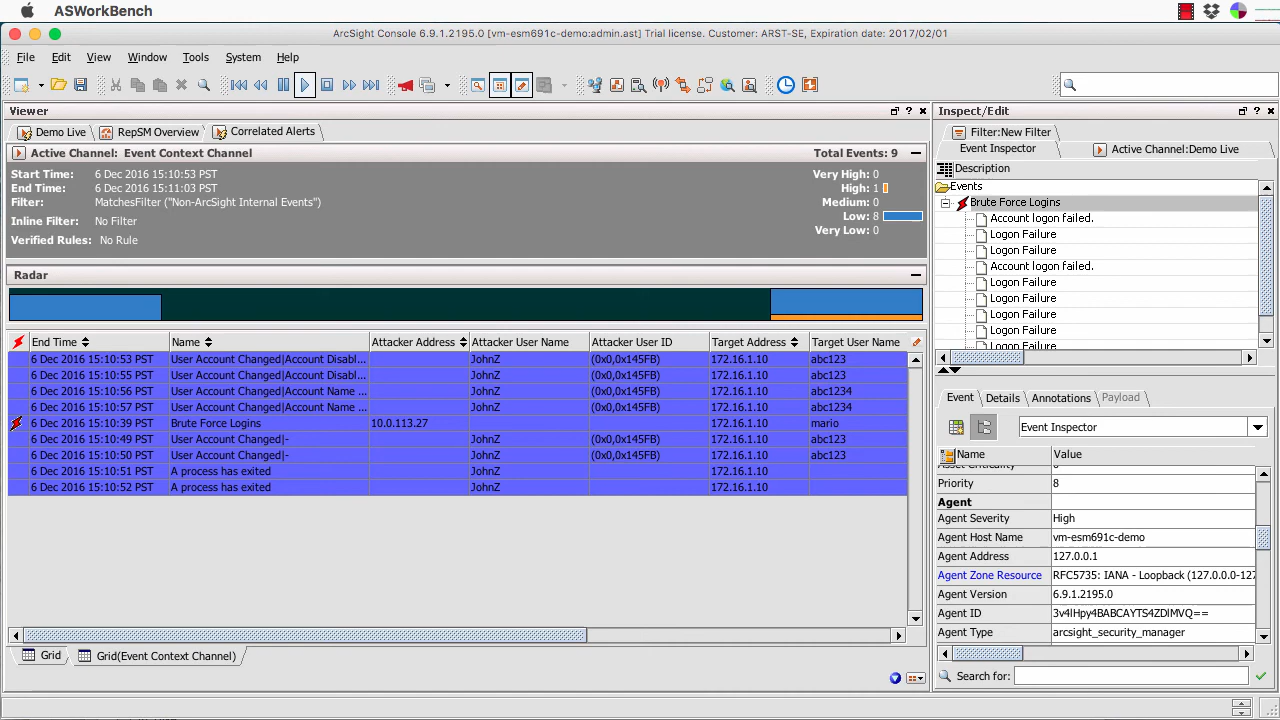 ASWorkBench
ArcSight Console 6.9.1.2195.0 [vm-esm691c-demo:admin.ast] Trial license. Customer: ARST-SE, Expiration date: 2017/02/01
File Edit View Window Tools System Help
Viewer
Demo Live RepSM Overview Correlated Alerts
Active Channel: Event Context Channel Total Events: 9
Start Time: 6 Dec 2016 15:10:53 PST Very High: 0
End Time: 6 Dec 2016 15:11:03 PST High: 1
Filter: MatchesFilter ("Non-ArcSight Internal Events") Medium: 0
Inline Filter: No Filter Low: 8
Verified Rules: No Rule Very Low: 0
Radar
End Time Name Attacker Address Attacker User Name Attacker User ID Target Address Target User Name
6 Dec 2016 15:10:53 PST User Account Changed|Account Disabl... JohnZ (0x0,0x145FB) 172.16.1.10 abc123
6 Dec 2016 15:10:55 PST User Account Changed|Account Disabl... JohnZ (0x0,0x145FB) 172.16.1.10 abc123
6 Dec 2016 15:10:56 PST User Account Changed|Account Name ... JohnZ (0x0,0x145FB) 172.16.1.10 abc1234
6 Dec 2016 15:10:57 PST User Account Changed|Account Name ... JohnZ (0x0,0x145FB) 172.16.1.10 abc1234
6 Dec 2016 15:10:39 PST Brute Force Logins 10.0.113.27 172.16.1.10 mario
6 Dec 2016 15:10:49 PST User Account Changed|- JohnZ (0x0,0x145FB) 172.16.1.10 abc123
6 Dec 2016 15:10:50 PST User Account Changed|- JohnZ (0x0,0x145FB) 172.16.1.10 abc123
6 Dec 2016 15:10:51 PST A process has exited JohnZ 172.16.1.10
6 Dec 2016 15:10:52 PST A process has exited JohnZ 172.16.1.10
Grid Grid(Event Context Channel)
Inspect/Edit
Filter:New Filter
Event Inspector Active Channel:Demo Live
Description
Events
Brute Force Logins
Account logon failed.
Logon Failure
Logon Failure
Account logon failed.
Logon Failure
Logon Failure
Logon Failure
Logon Failure
Logon Failure
Event Details Annotations Payload
Event Inspector
Name Value
Asset Criticality
Priority 8
Agent
Agent Severity High
Agent Host Name vm-esm691c-demo
Agent Address 127.0.0.1
Agent Zone Resource RFC5735: IANA - Loopback (127.0.0.0-127
Agent Version 6.9.1.2195.0
Agent ID 3v4lHpy4BABCAYTS4ZDlMVQ==
Agent Type arcsight_security_manager
Search for: